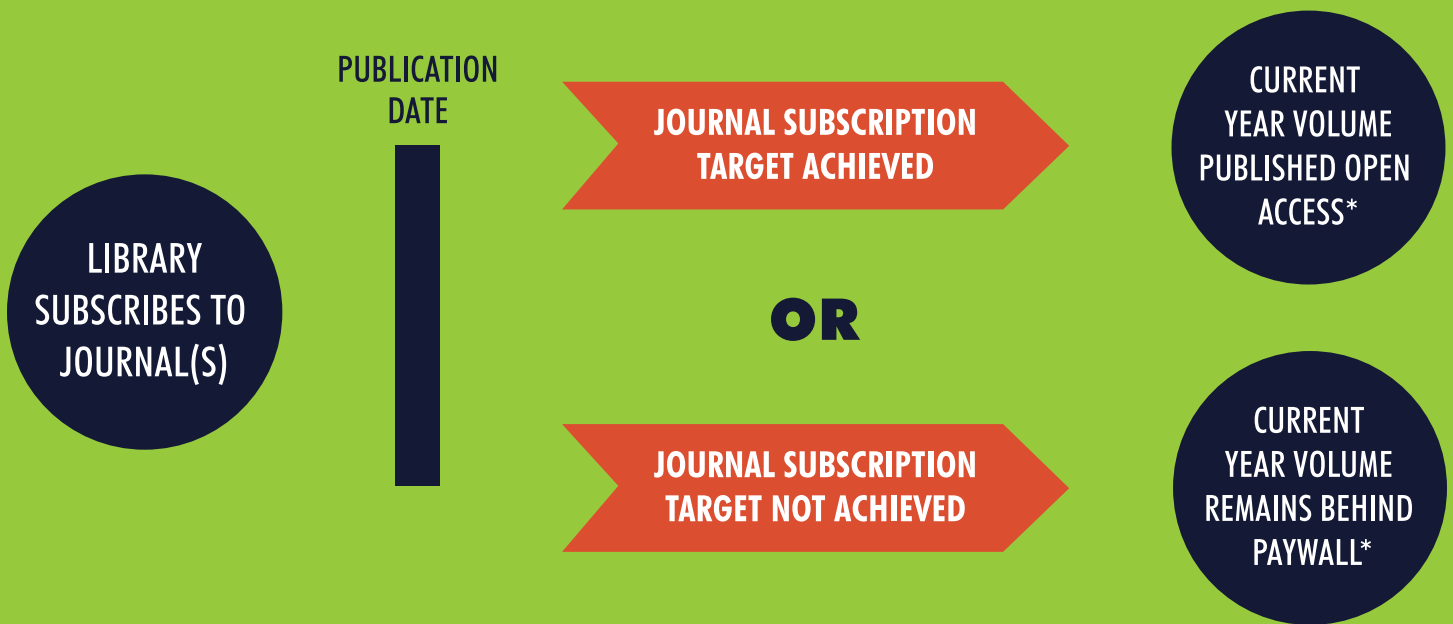 LIBRARY
SUBSCRIBES TO
JOURNAL(S)
PUBLICATION
DATE
JOURNAL SUBSCRIPTION
TARGET ACHIEVED
CURRENT
YEAR VOLUME
PUBLISHED OPEN
ACCESS*
OR
JOURNAL SUBSCRIPTION
TARGET NOT ACHIEVED
CURRENT
YEAR VOLUME
REMAINS BEHIND
PAYWALL*